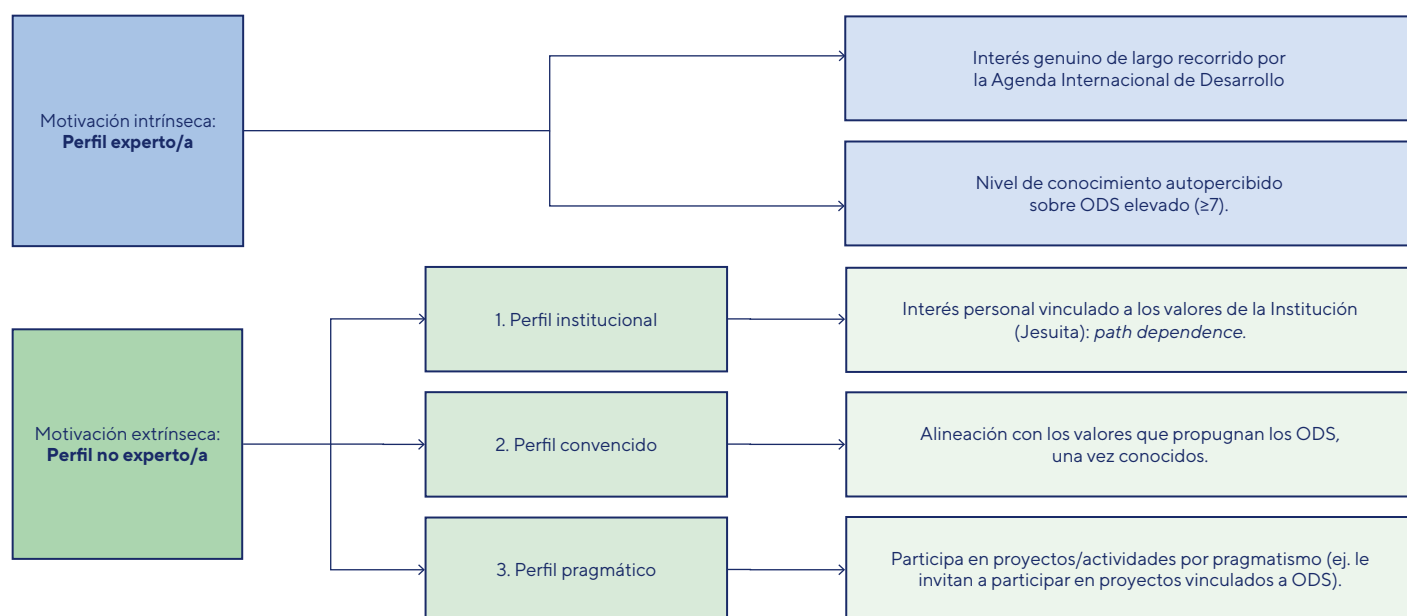 Motivación intrínseca:
Perfil experto/a
Interés genuino de largo recorrido por
la Agenda Internacional de Desarrollo
Nivel de conocimiento autopercibido
sobre ODS elevado (≥7).
Motivación extrínseca:
Perfil no experto/a
1. Perfil institucional
Interés personal vinculado a los valores de la Institución
(Jesuita): path dependence.
2. Perfil convencido
Alineación con los valores que propugnan los ODS,
una vez conocidos.
3. Perfil pragmático
Participa en proyectos/actividades por pragmatismo (ej. le
invitan a participar en proyectos vinculados a ODS).